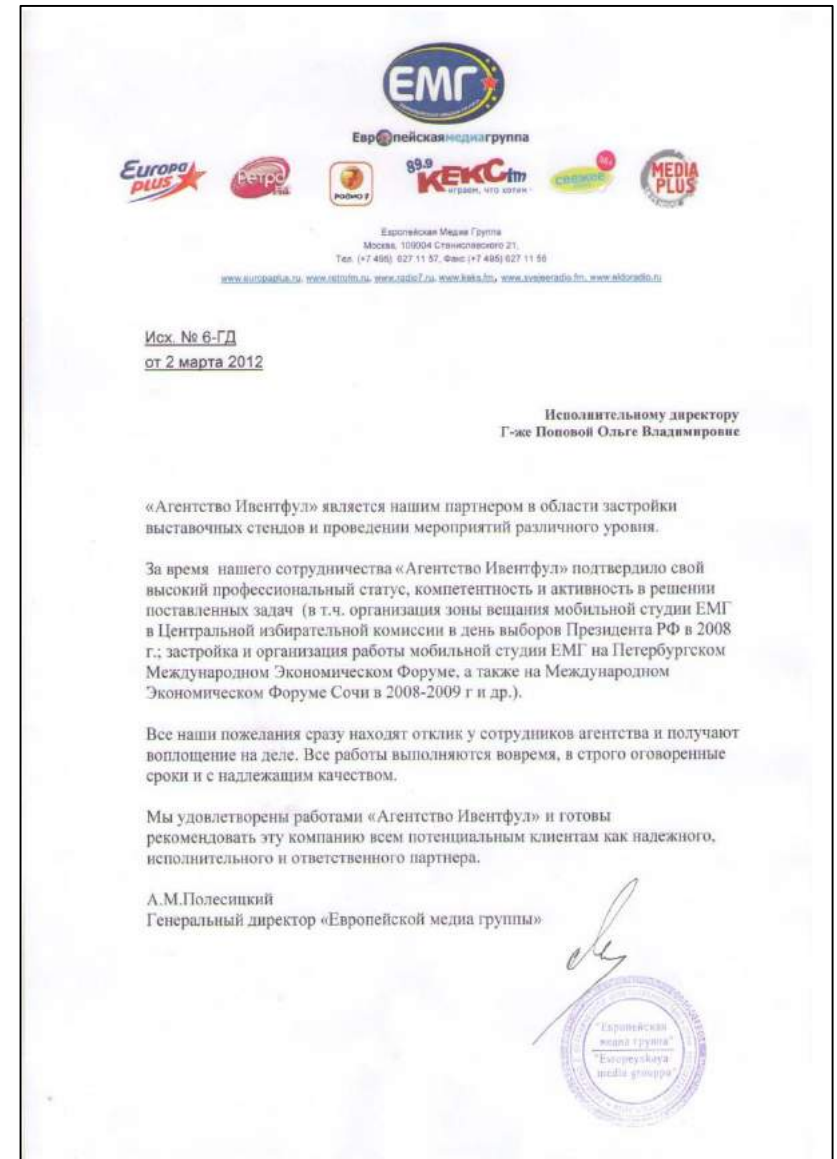 ЕМГ
Европейскаямедиагруппа
Europa PLUS
Ретро FM
РАДИО 7
89.9 КЕКС fm
играем, что хотим
свежее
MEDIA PLUS
Европейская Медиа Группа
Москва, 109004 Станиславского 21,
Тел. (+7 495) 627 11 57, Факс (+7 495) 627 11 56
www.europaplus.ru, www.retrofm.ru, www.radio7.ru, www.keks.fm, www.svejeeradio.fm, www.eldoradio.ru
Исх. № 6-ГД
от 2 марта 2012
Исполнительному директору
Г-же Поповой Ольге Владимировне
«Агентство Ивентфул» является нашим партнером в области застройки
выставочных стендов и проведении мероприятий различного уровня.
За время нашего сотрудничества «Агентство Ивентфул» подтвердило свой
высокий профессиональный статус, компетентность и активность в решении
поставленных задач (в т.ч. организация зоны вещания мобильной студии ЕМГ
в Центральной избирательной комиссии в день выборов Президента РФ в 2008
г.; застройка и организация работы мобильной студии ЕМГ на Петербургском
Международном Экономическом Форуме, а также на Международном
Экономическом Форуме Сочи в 2008-2009 г и др.).
Все наши пожелания сразу находят отклик у сотрудников агентства и получают
воплощение на деле. Все работы выполняются вовремя, в строго оговоренные
сроки и с надлежащим качеством.
Мы удовлетворены работами «Агентство Ивентфул» и готовы
рекомендовать эту компанию всем потенциальным клиентам как надежного,
исполнительного и ответственного партнера.
А.М.Полесицкий
Генеральный директор «Европейской медиа группы»
"Европейская
медиа группа"
"Evropeyskaya
media grouppa"